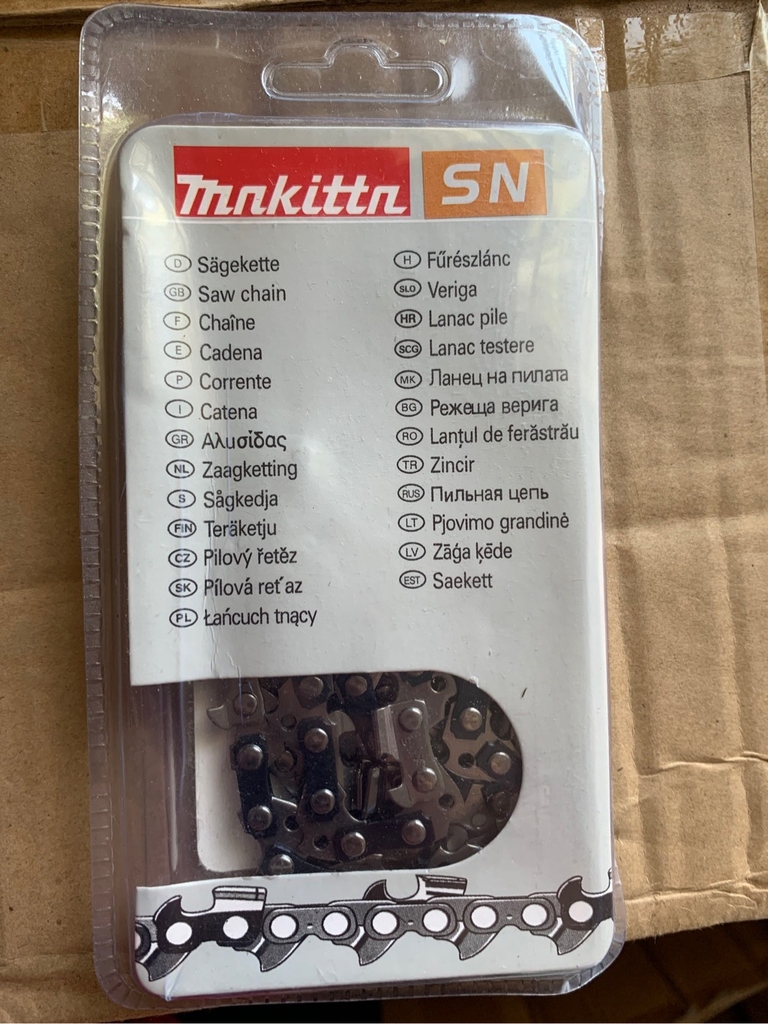 Mnkittn SN
D Sägekette
GB Saw chain
F Chaîne
E Cadena
P Corrente
I Catena
GR Αλυσίδας
NL Zaagketting
S Sågkedja
FIN Teräketju
CZ Pilový řetěz
SK Pílová reťaz
PL Łańcuch tnący
H Fűrészlánc
SLO Veriga
HR Lanac pile
SCG Lanac testere
MK Ланец на пилата
BG Режеща верига
RO Lanțul de ferăstrău
TR Zincir
RUS Пильная цепь
LT Pjovimo grandinė
LV Zāģa ķēde
EST Saekett